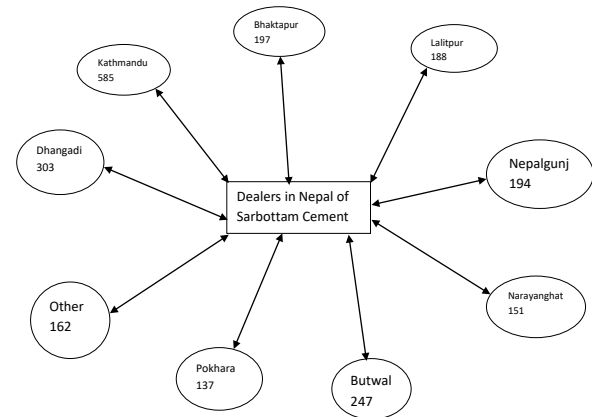 Bhaktapur
197
Lalitpur
188
Kathmandu
585
Dhangadi
303
Nepalgunj
194
Dealers in Nepal of
Sarbottam Cement
Other
162
Narayanghat
151
Pokhara
137
Butwal
247